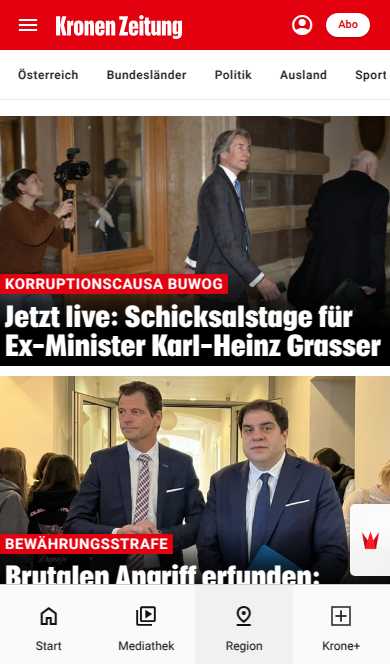 Kronen Zeitung
Abo
Österreich Bundesländer Politik Ausland Sport
KORRUPTIONSCAUSA BUWOG
Jetzt live: Schicksalstage für
Ex-Minister Karl-Heinz Grasser
BEWÄHRUNGSSTRAFE
Brutalen Angriff erfunden:
Start Mediathek Region Krone+